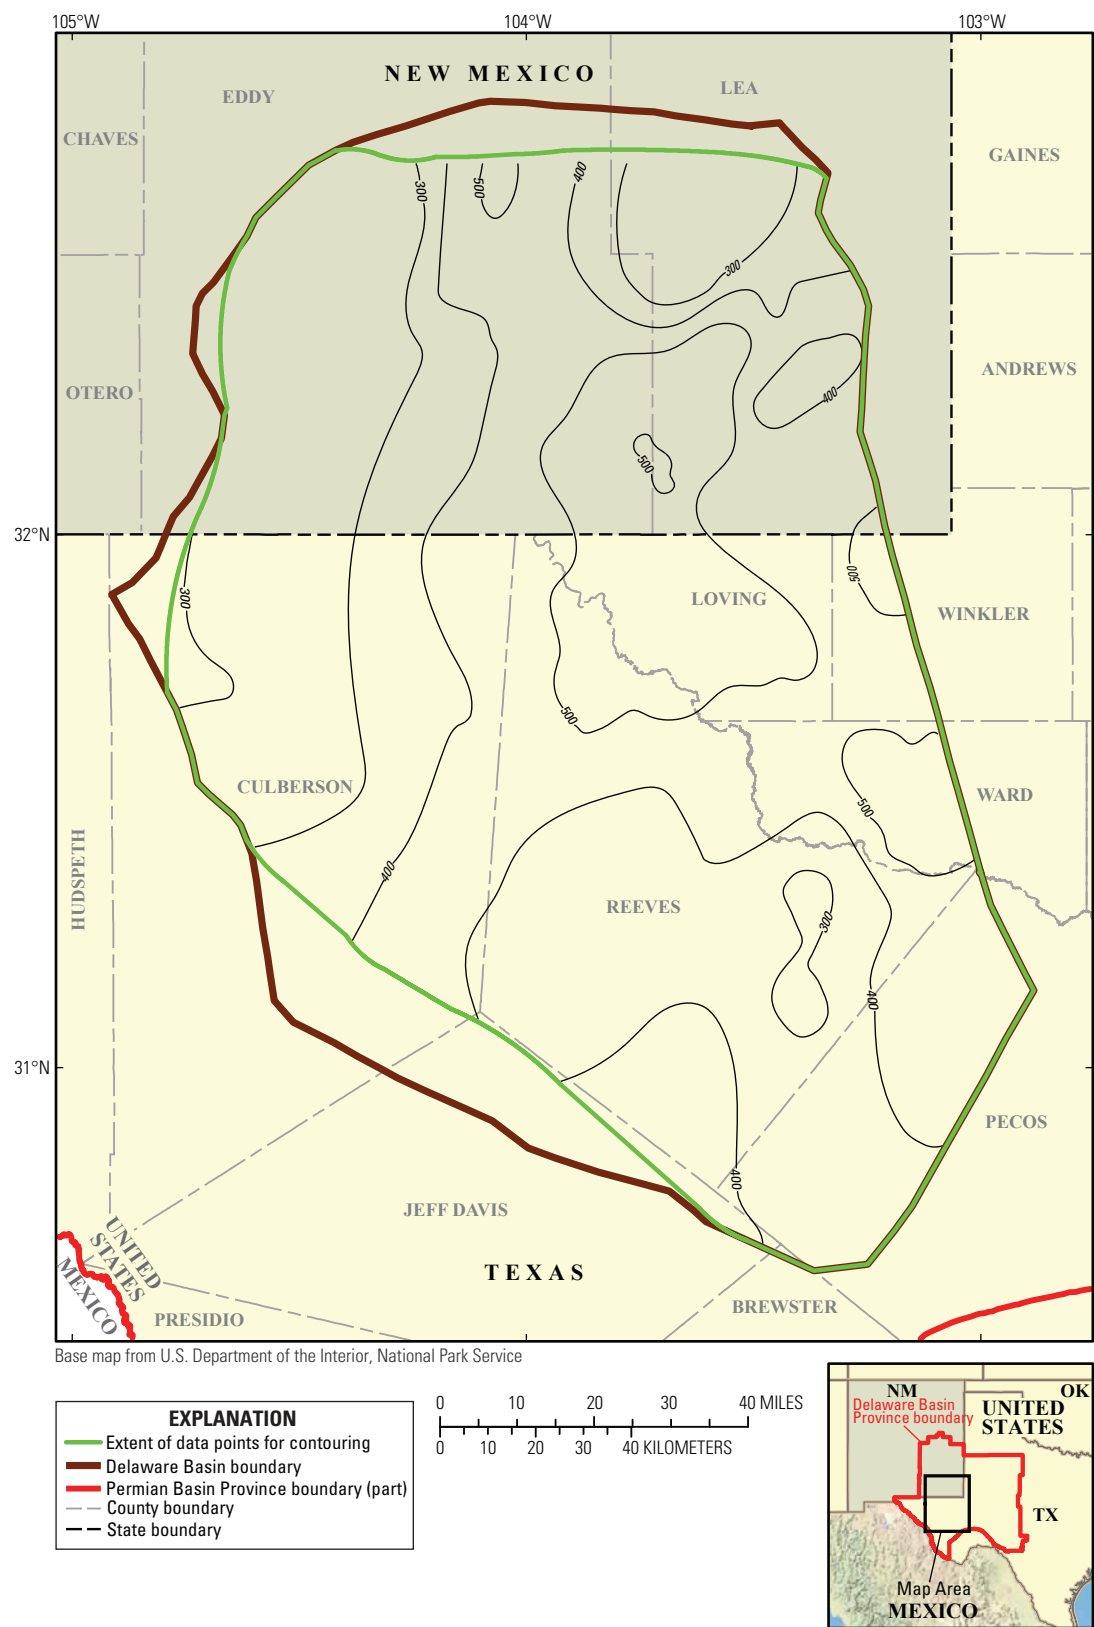 105°W
104°W
103°W
NEW MEXICO
EDDY
LEA
CHAVES
GAINES
400
300
500
300
OTERO
ANDREWS
400
500
32°N
500
300
LOVING
WINKLER
500
CULBERSON
WARD
500
HUDSPETH
400
REEVES
300
400
31°N
PECOS
400
JEFF DAVIS
UNITED
STATES
MEXICO
TEXAS
PRESIDIO
BREWSTER
Base map from U.S. Department of the Interior, National Park Service
EXPLANATION
Extent of data points for contouring
Delaware Basin boundary
Permian Basin Province boundary (part)
County boundary
State boundary
0 10 20 30 40 MILES
0 10 20 30 40 KILOMETERS
NM
OK
Delaware Basin
Province boundary
UNITED
STATES
TX
Map Area
MEXICO